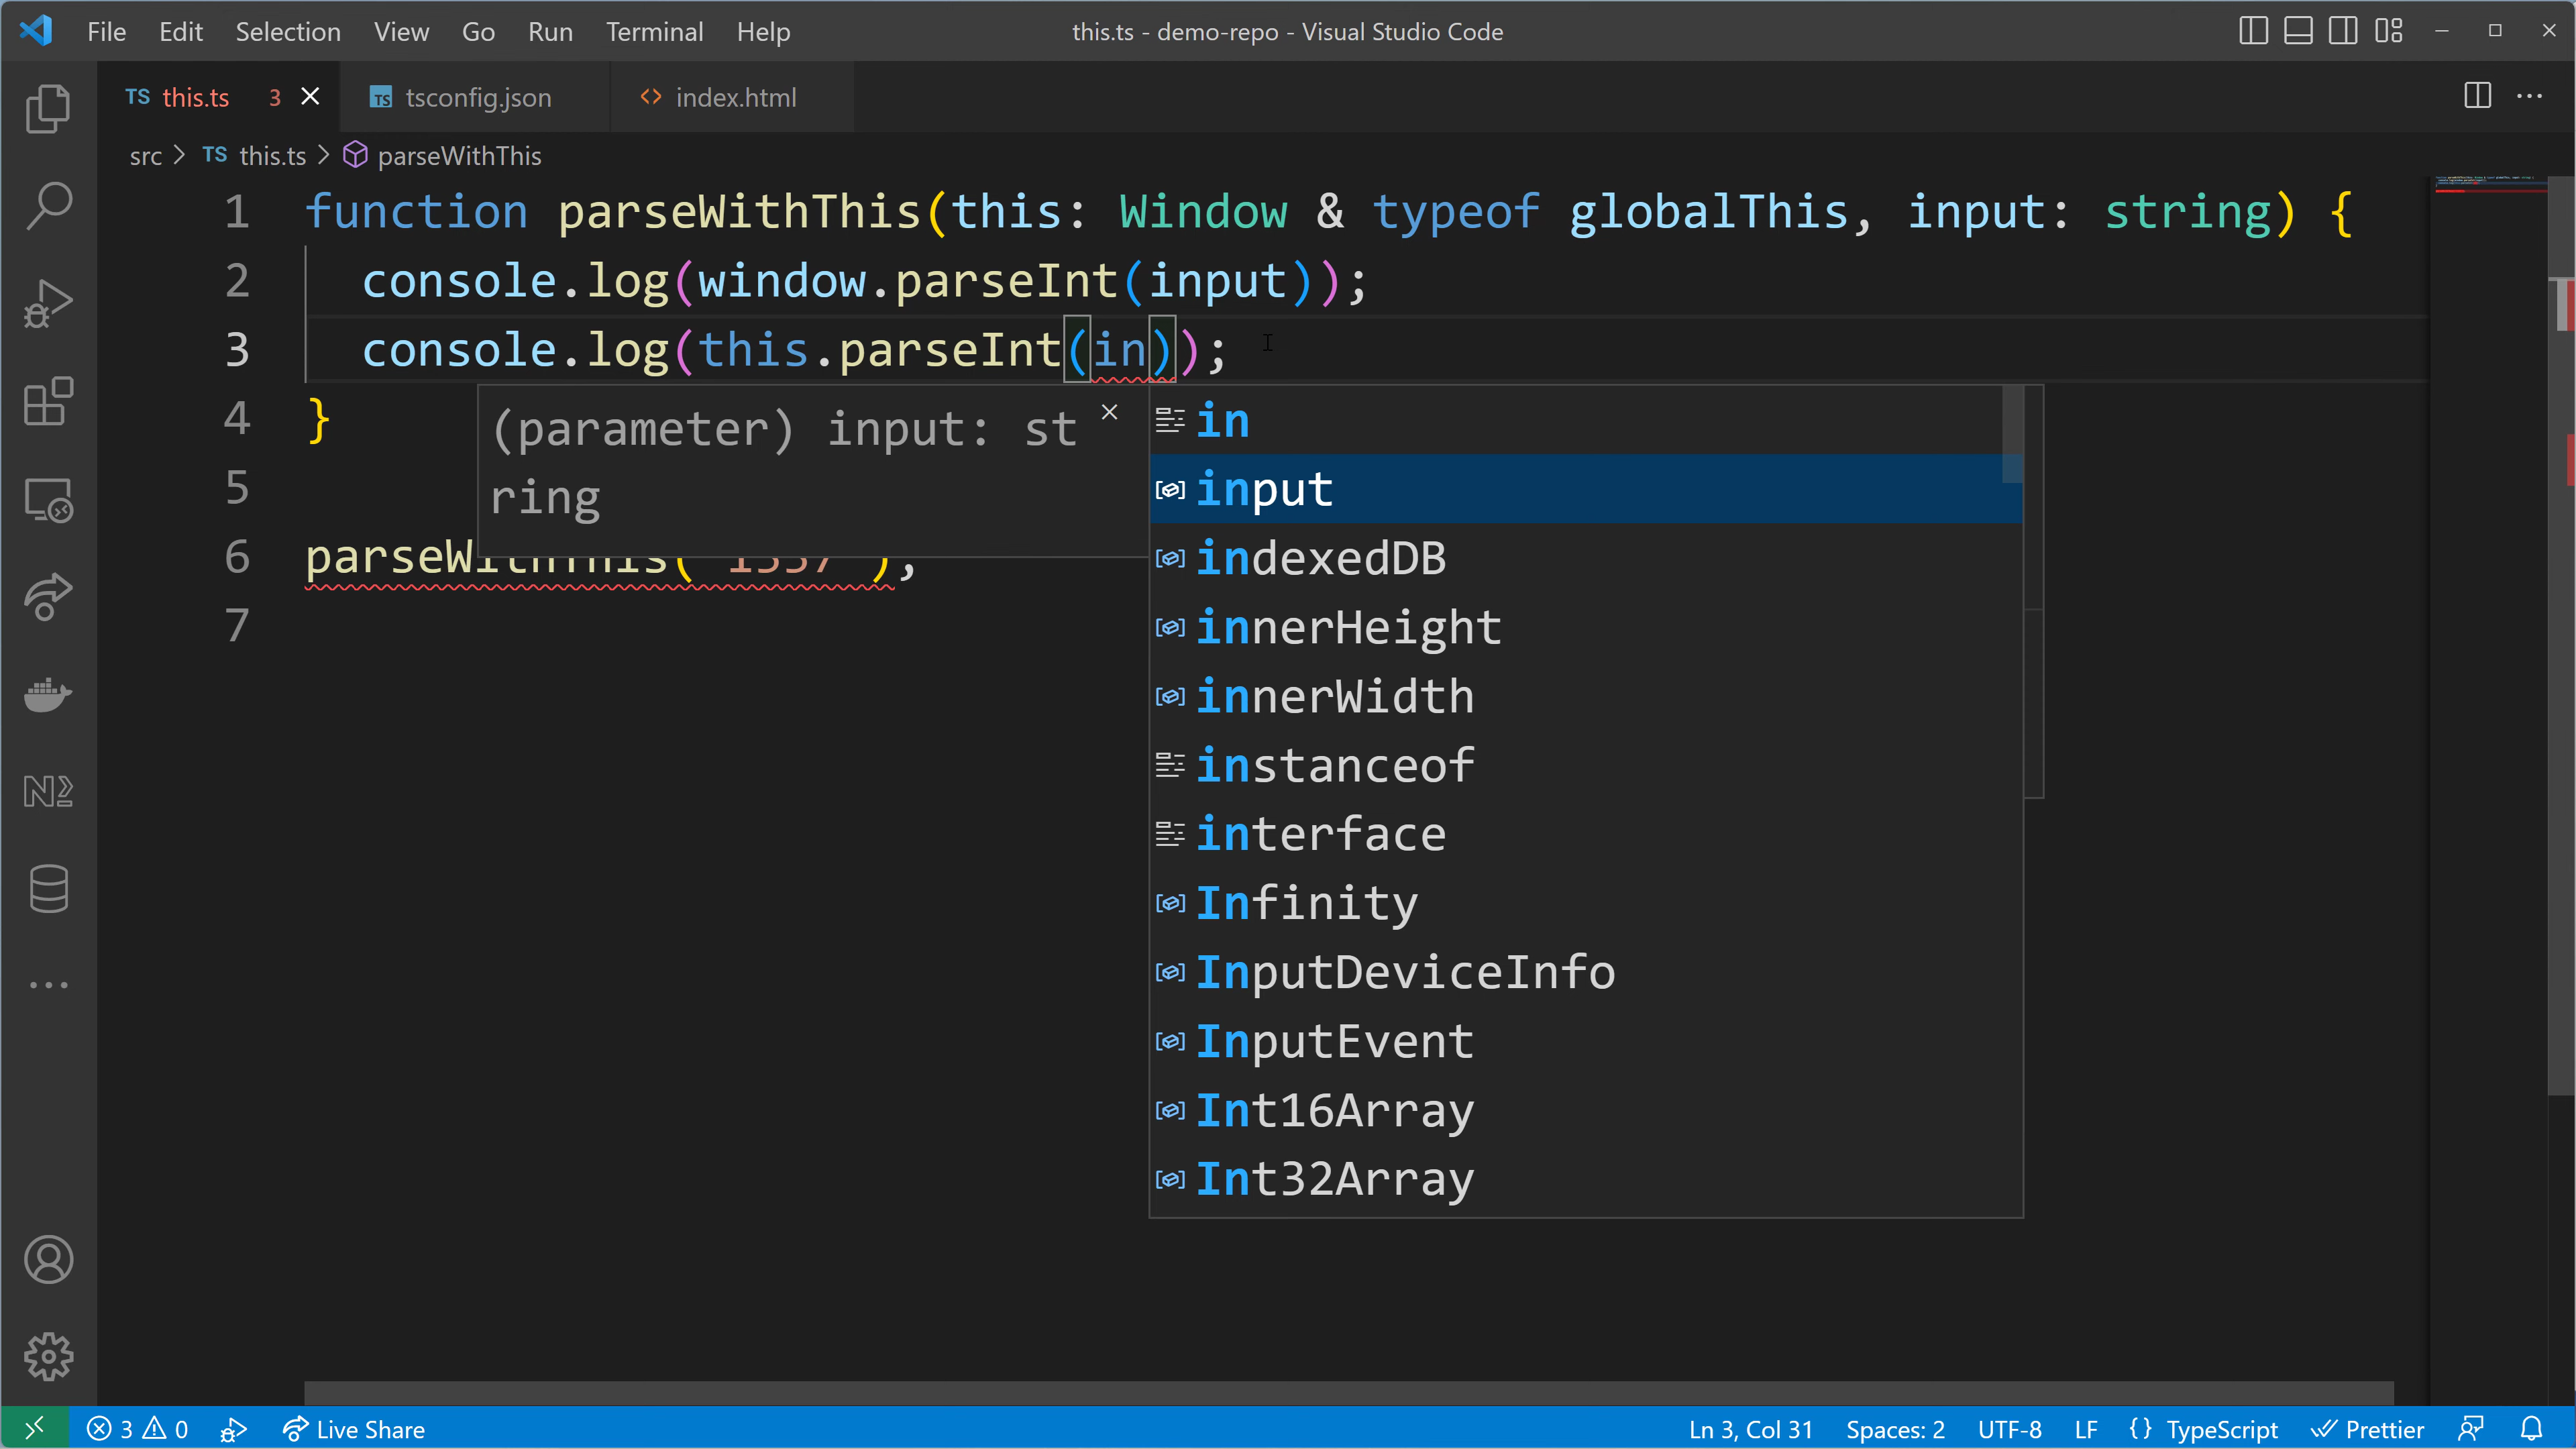 File Edit Selection View Go Run Terminal Help this.ts - demo-repo - Visual Studio Code
TS this.ts 3 TS tsconfig.json <> index.html
src > TS this.ts > parseWithThis
1 function parseWithThis(this: Window & typeof globalThis, input: string) {
2 console.log(window.parseInt(input));
3 console.log(this.parseInt(in));
4 }
(parameter) input: st
ring
5
6 parseWithThis(
7
in
input
indexedDB
innerHeight
innerWidth
instanceof
interface
Infinity
InputDeviceInfo
InputEvent
Int16Array
Int32Array
3 0 Live Share Ln 3, Col 31 Spaces: 2 UTF-8 LF {} TypeScript Prettier